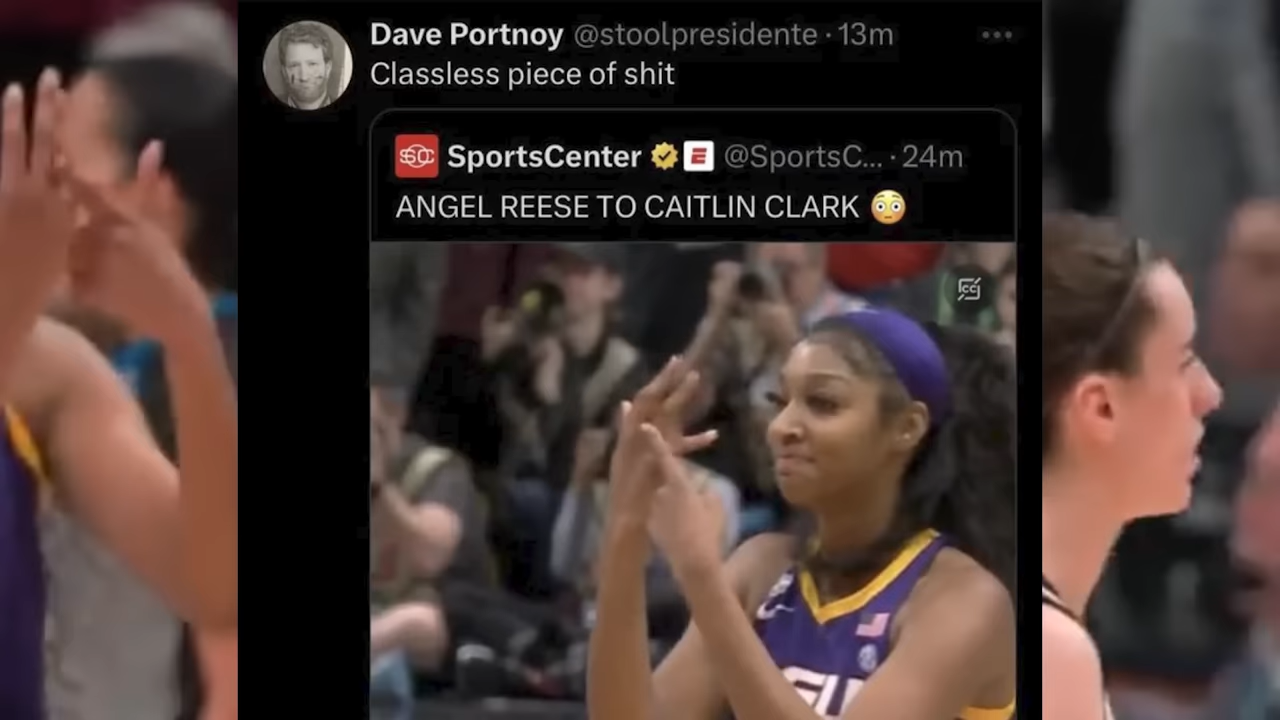 Dave Portnoy @stoolpresidente · 13m
Classless piece of shit
SportsCenter @SportsC... · 24m
ANGEL REESE TO CAITLIN CLARK 😳